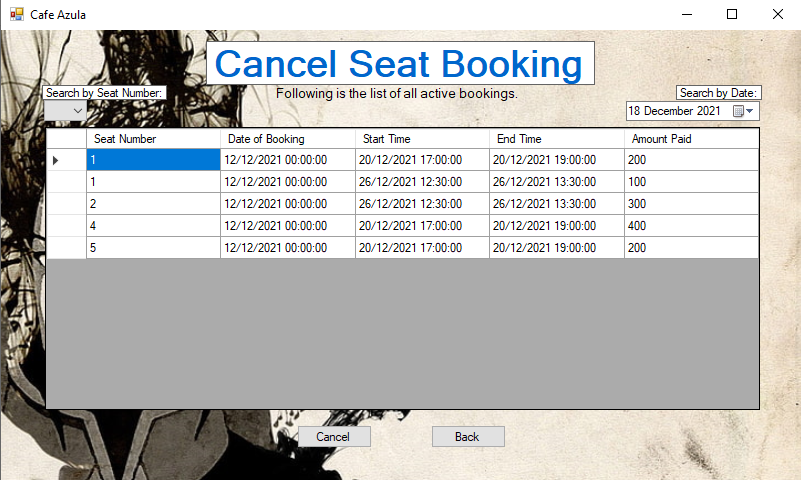 Cafe Azula
Cancel Seat Booking
Search by Seat Number:
Following is the list of all active bookings.
Search by Date:
18 December 2021
Seat Number Date of Booking Start Time End Time Amount Paid
1 12/12/2021 00:00:00 20/12/2021 17:00:00 20/12/2021 19:00:00 200
1 12/12/2021 00:00:00 26/12/2021 12:30:00 26/12/2021 13:30:00 100
2 12/12/2021 00:00:00 26/12/2021 12:30:00 26/12/2021 13:30:00 300
4 12/12/2021 00:00:00 20/12/2021 17:00:00 20/12/2021 19:00:00 400
5 12/12/2021 00:00:00 20/12/2021 17:00:00 20/12/2021 19:00:00 200
Cancel Back